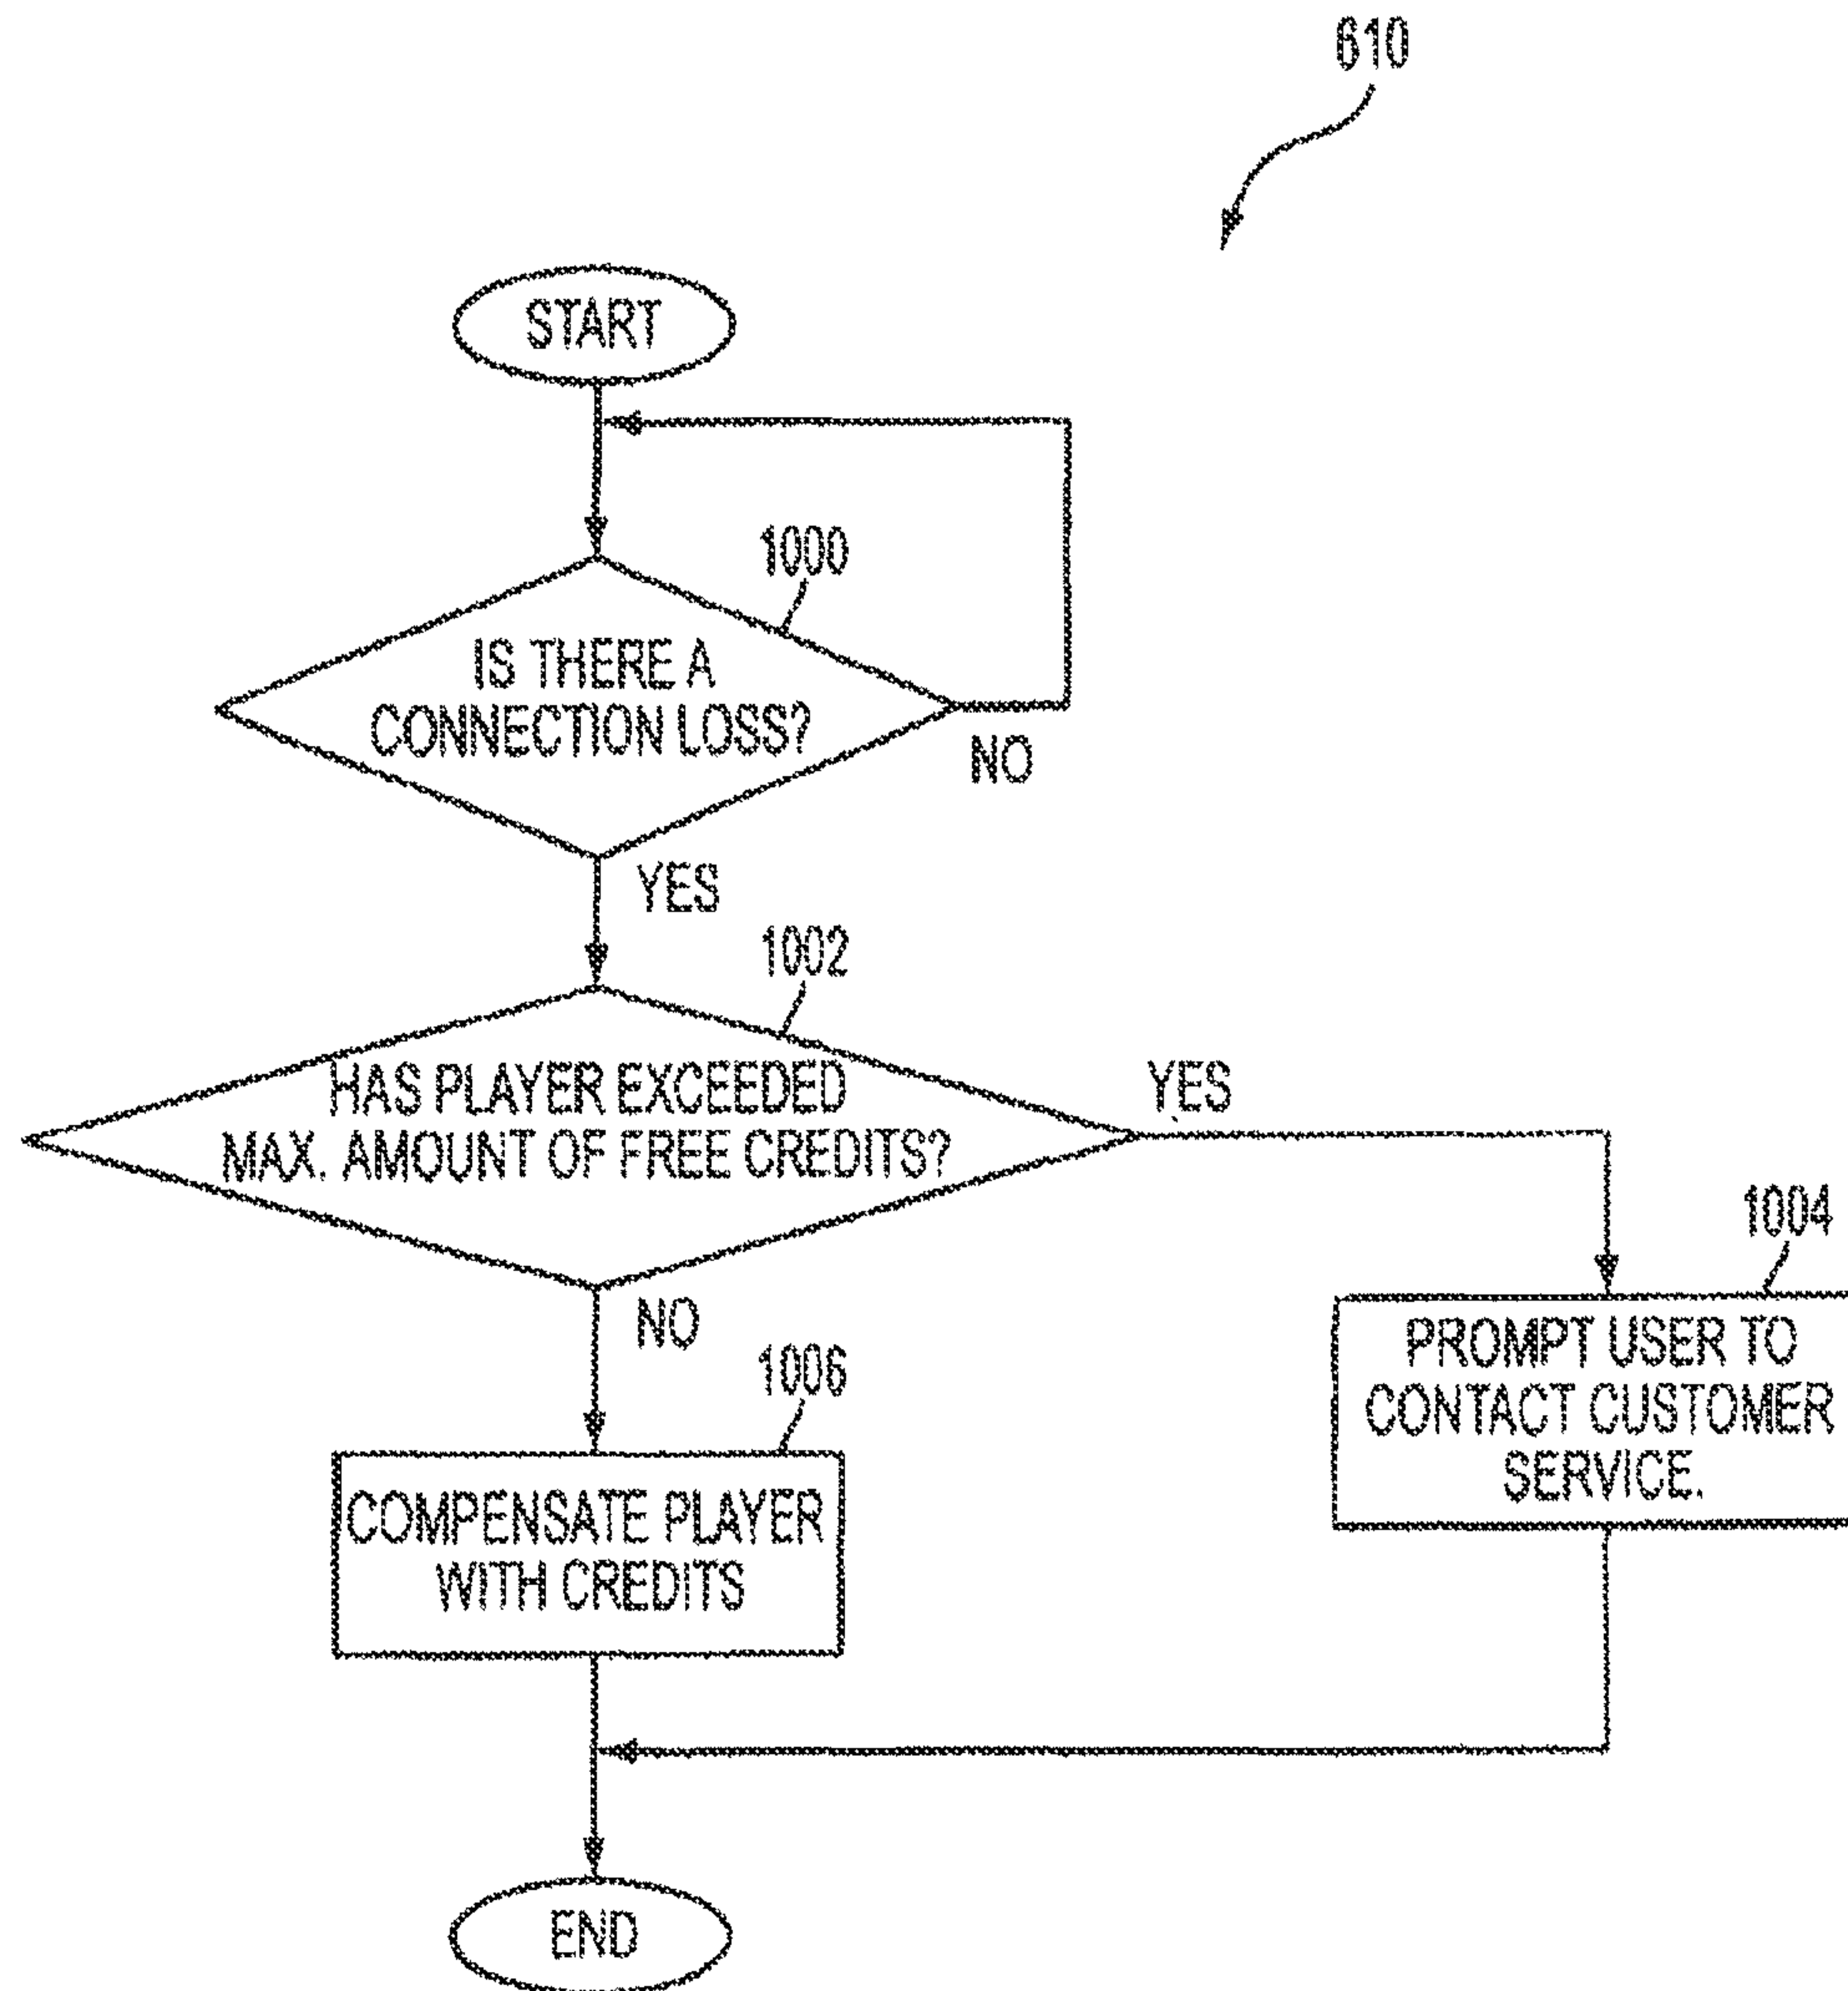 610
START
1000
IS THERE A
CONNECTION LOSS?
NO
YES
1002
HAS PLAYER EXCEEDED
MAX. AMOUNT OF FREE CREDITS?
YES
1004
PROMPT USER TO
CONTACT CUSTOMER
SERVICE.
NO
1006
COMPENSATE PLAYER
WITH CREDITS
END